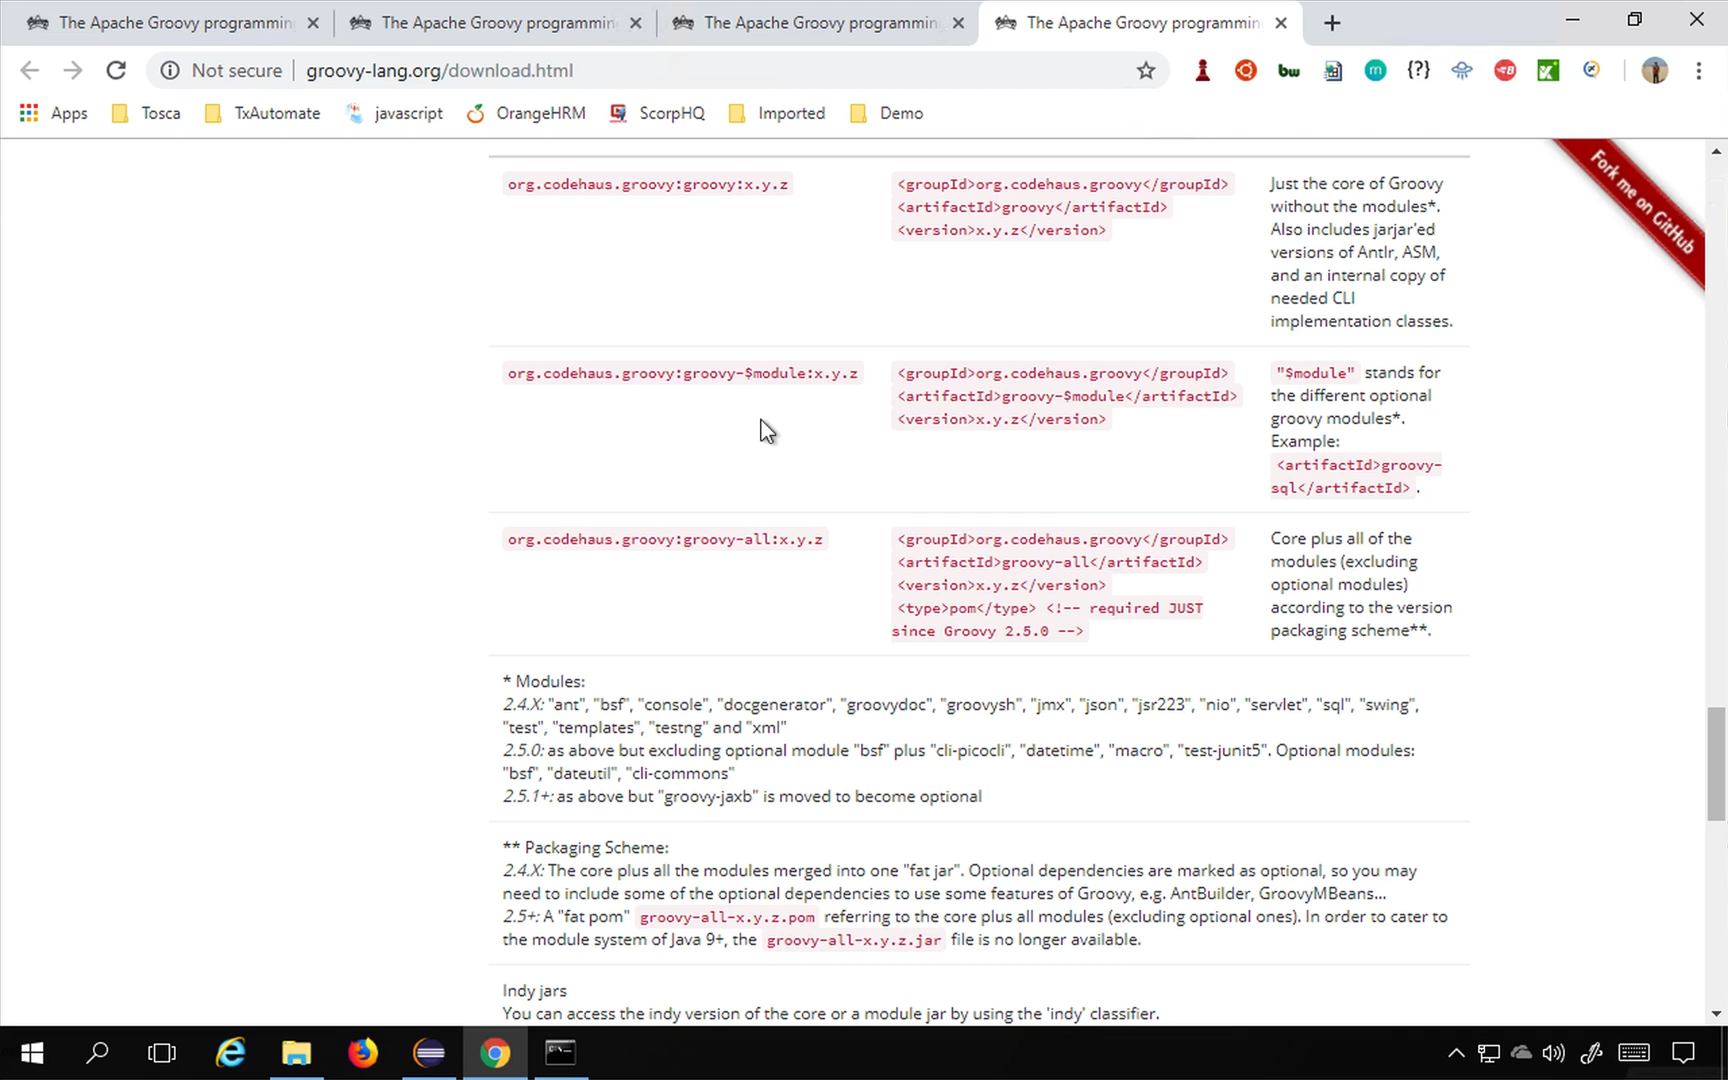 The Apache Groovy programmin
The Apache Groovy programmin
The Apache Groovy programmin
The Apache Groovy programmin
Not secure
groovy-lang.org/download.html
bw
m
{?}
Apps
Tosca
TxAutomate
javascript
OrangeHRM
ScorpHQ
Imported
Demo
Fork me on GitHub
org.codehaus.groovy:groovy:x.y.z
<groupId>org.codehaus.groovy</groupId>
<artifactId>groovy</artifactId>
<version>x.y.z</version>
Just the core of Groovy
without the modules*.
Also includes jarjar'ed
versions of Antlr, ASM,
and an internal copy of
needed CLI
implementation classes.
org.codehaus.groovy:groovy-$module:x.y.z
<groupId>org.codehaus.groovy</groupId>
<artifactId>groovy-$module</artifactId>
<version>x.y.z</version>
"$module" stands for
the different optional
groovy modules*.
Example:
<artifactId>groovy-
sql</artifactId> .
org.codehaus.groovy:groovy-all:x.y.z
<groupId>org.codehaus.groovy</groupId>
<artifactId>groovy-all</artifactId>
<version>x.y.z</version>
<type>pom</type> <!-- required JUST
since Groovy 2.5.0 -->
Core plus all of the
modules (excluding
optional modules)
according to the version
packaging scheme**.
* Modules:
2.4.X: "ant", "bsf", "console", "docgenerator", "groovydoc", "groovysh", "jmx", "json", "jsr223", "nio", "servlet", "sql", "swing",
"test", "templates", "testng" and "xml"
2.5.0: as above but excluding optional module "bsf" plus "cli-picocli", "datetime", "macro", "test-junit5". Optional modules:
"bsf", "dateutil", "cli-commons"
2.5.1+: as above but "groovy-jaxb" is moved to become optional
** Packaging Scheme:
2.4.X: The core plus all the modules merged into one "fat jar". Optional dependencies are marked as optional, so you may
need to include some of the optional dependencies to use some features of Groovy, e.g. AntBuilder, GroovyMBeans...
2.5+: A "fat pom" groovy-all-x.y.z.pom referring to the core plus all modules (excluding optional ones). In order to cater to
the module system of Java 9+, the groovy-all-x.y.z.jar file is no longer available.
Indy jars
You can access the indy version of the core or a module jar by using the 'indy' classifier.